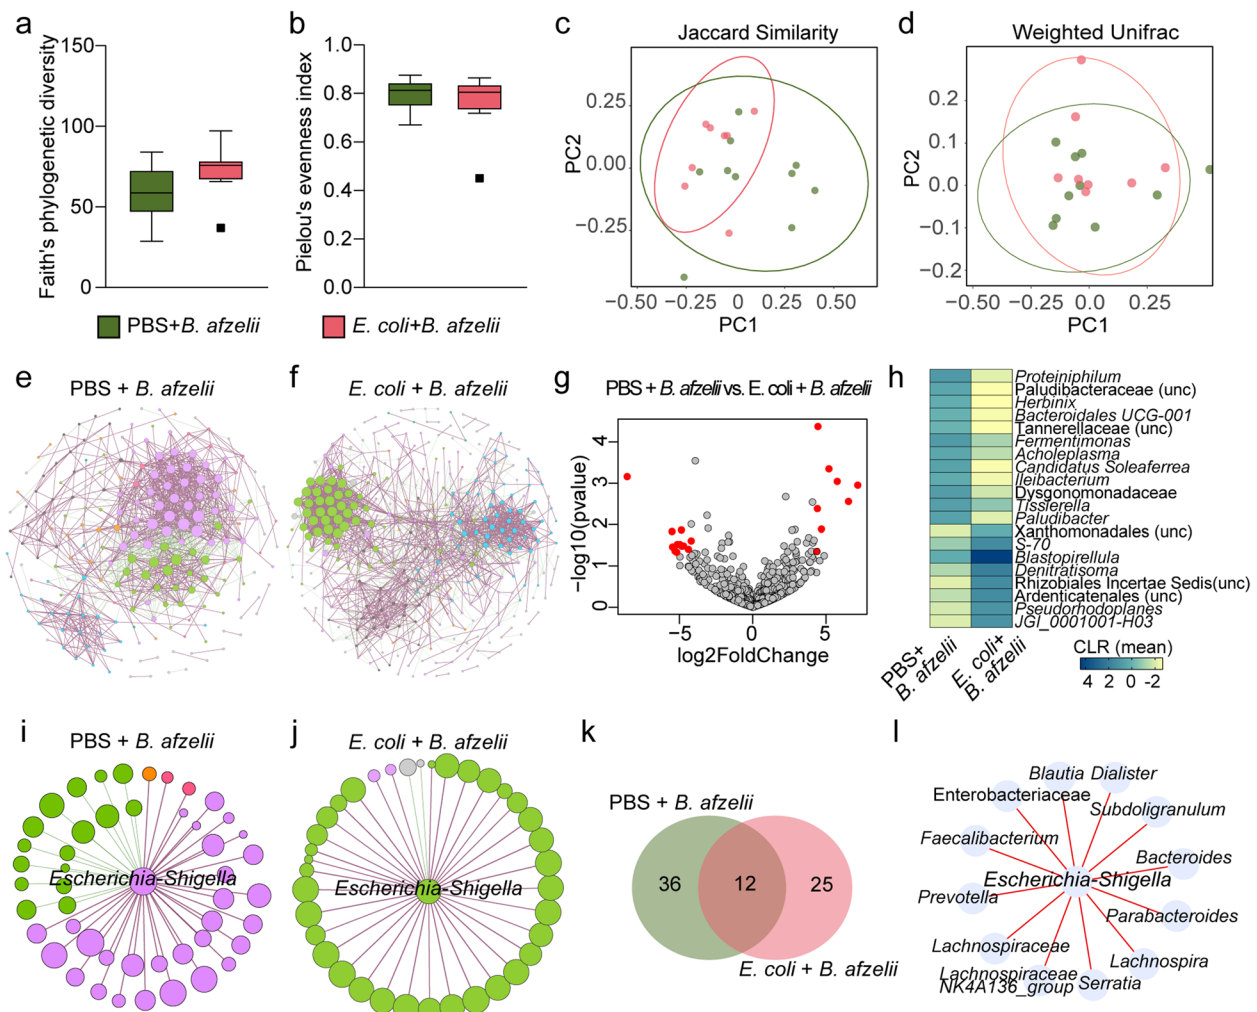 a
Faith's phylogenetic diversity
150
100
50
0
b
Pielou's evenness index
1.0
0.8
0.6
0.4
0.2
0.0
PBS+B. afzelii
E. coli+B. afzelii
c
Jaccard Similarity
PC2
0.25
0.00
−0.25
−0.50
−0.25
0
0.25
0.50
PC1
d
Weighted Unifrac
PC2
0.2
0.1
0.0
−0.1
−0.2
−0.50
−0.25
0.0
0.25
PC1
e
PBS + B. afzelii
f
E. coli + B. afzelii
g
PBS + B. afzelii vs. E. coli + B. afzelii
−log10(pvalue)
4
3
2
1
0
−5
0
5
log2FoldChange
h
Proteiniphilum
Paludibacteraceae (unc)
Herbinix
Bacteroidales UCG-001
Tannerellaceae (unc)
Fermentimonas
Acholeplasma
Candidatus Soleaferrea
Ileibacterium
Dysgonomonadaceae
Tissierella
Paludibacter
Xanthomonadales (unc)
S-70
Blastopirellula
Denitratisoma
Rhizobiales Incertae Sedis(unc)
Ardenticatenales (unc)
Pseudorhodoplanes
JGI_0001001-H03
PBS+
B. afzelii
E. coli+
B. afzelii
CLR (mean)
4 2 0 -2
i
PBS + B. afzelii
Escherichia-Shigella
j
E. coli + B. afzelii
Escherichia-Shigella
k
PBS + B. afzelii
36
12
25
E. coli + B. afzelii
l
Blautia
Dialister
Enterobacteriaceae
Subdoligranulum
Faecalibacterium
Bacteroides
Escherichia-Shigella
Prevotella
Parabacteroides
Lachnospiraceae
Lachnospira
Lachnospiraceae
NK4A136_group
Serratia